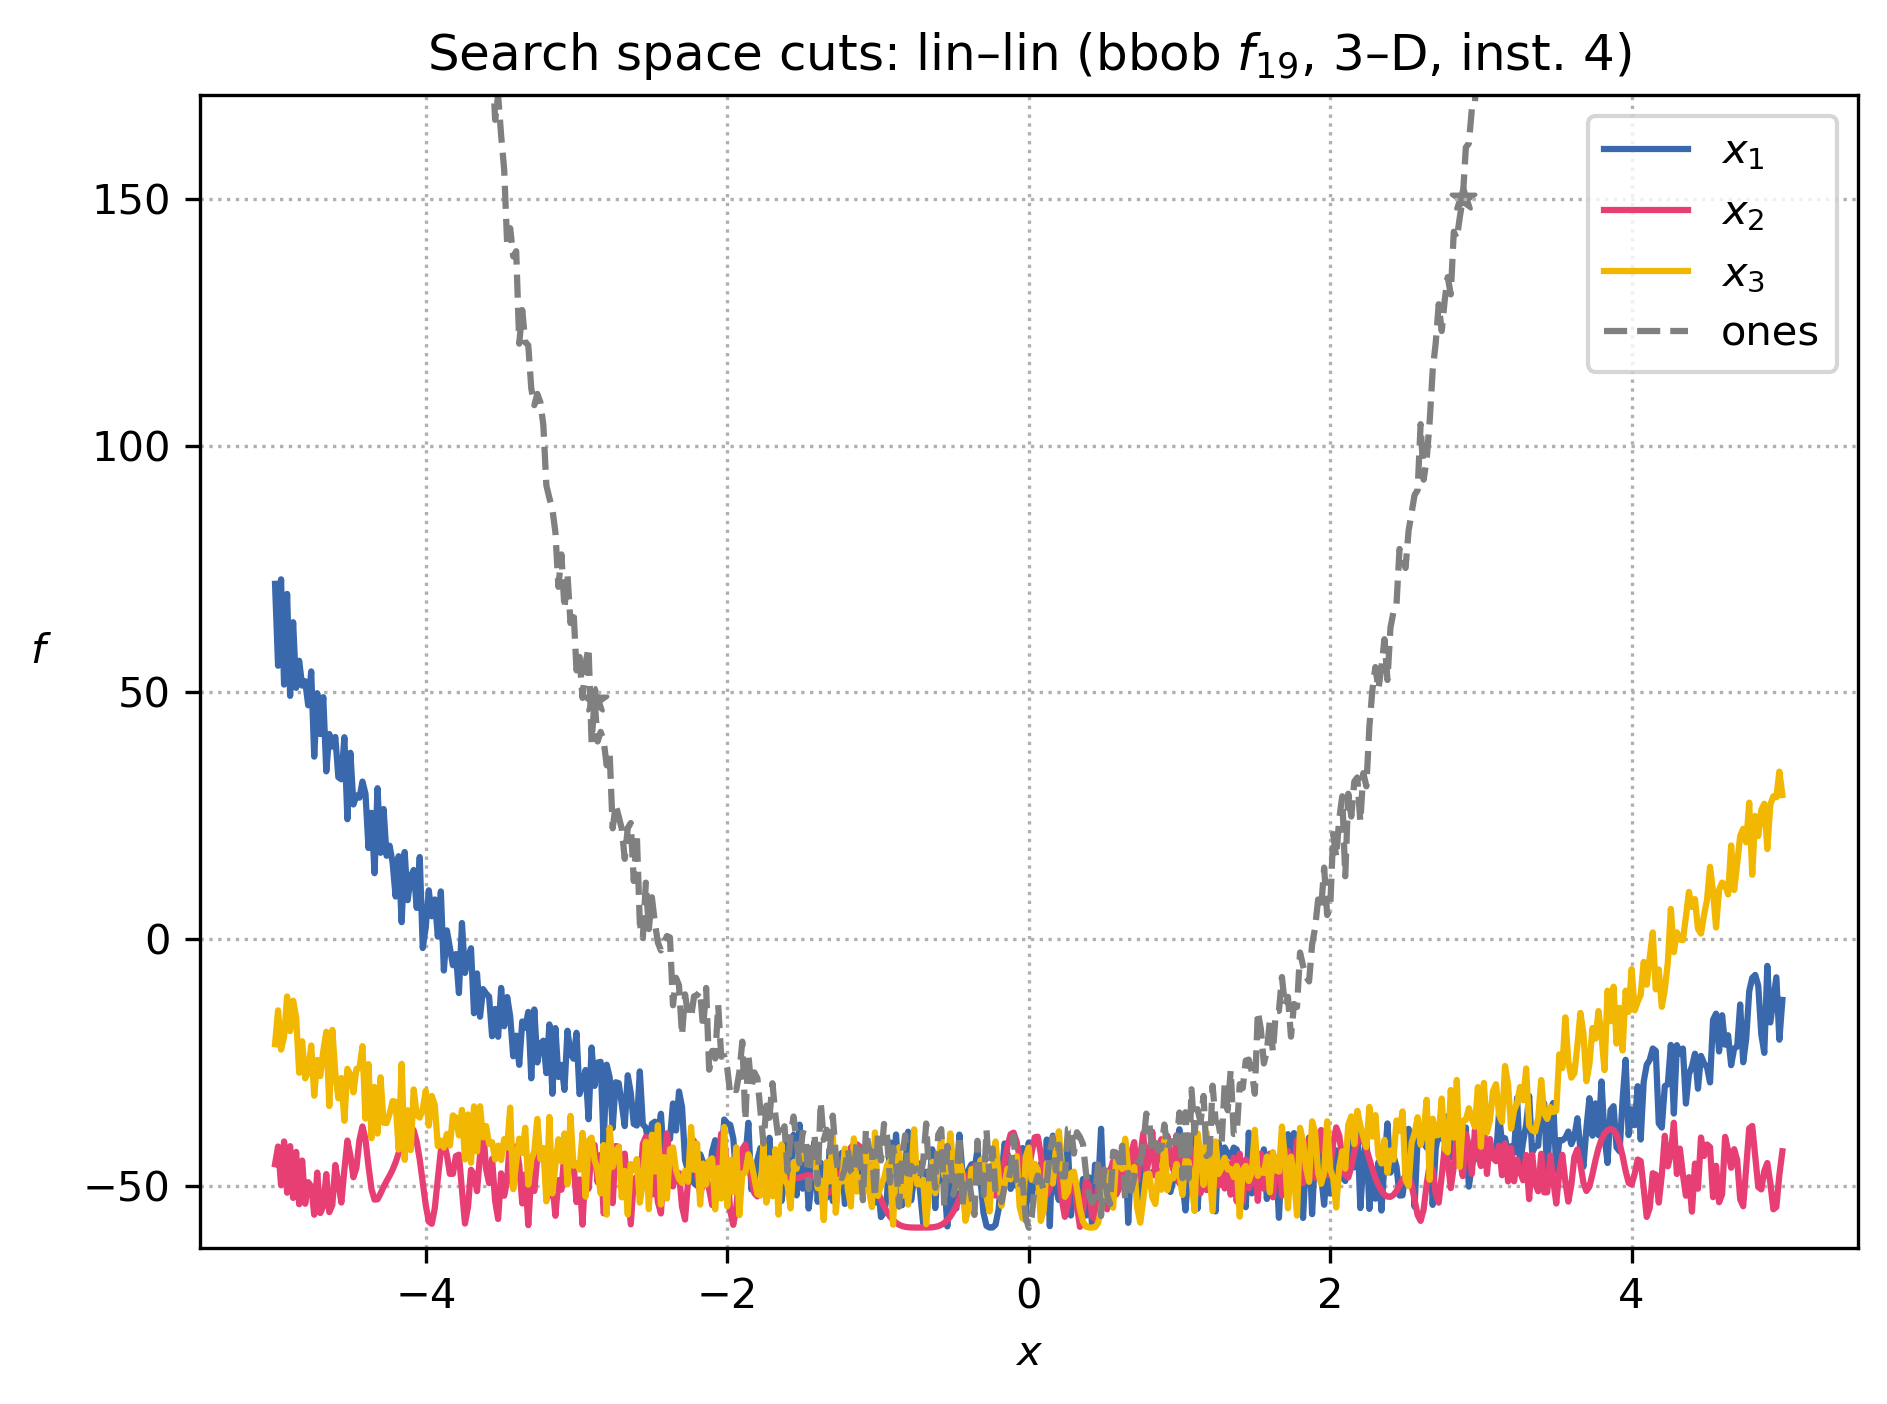 Search space cuts: lin–lin (bbob f19, 3–D, inst. 4)
x1
x2
x3
ones
150
100
50
0
−50
f
−4
−2
0
2
4
x